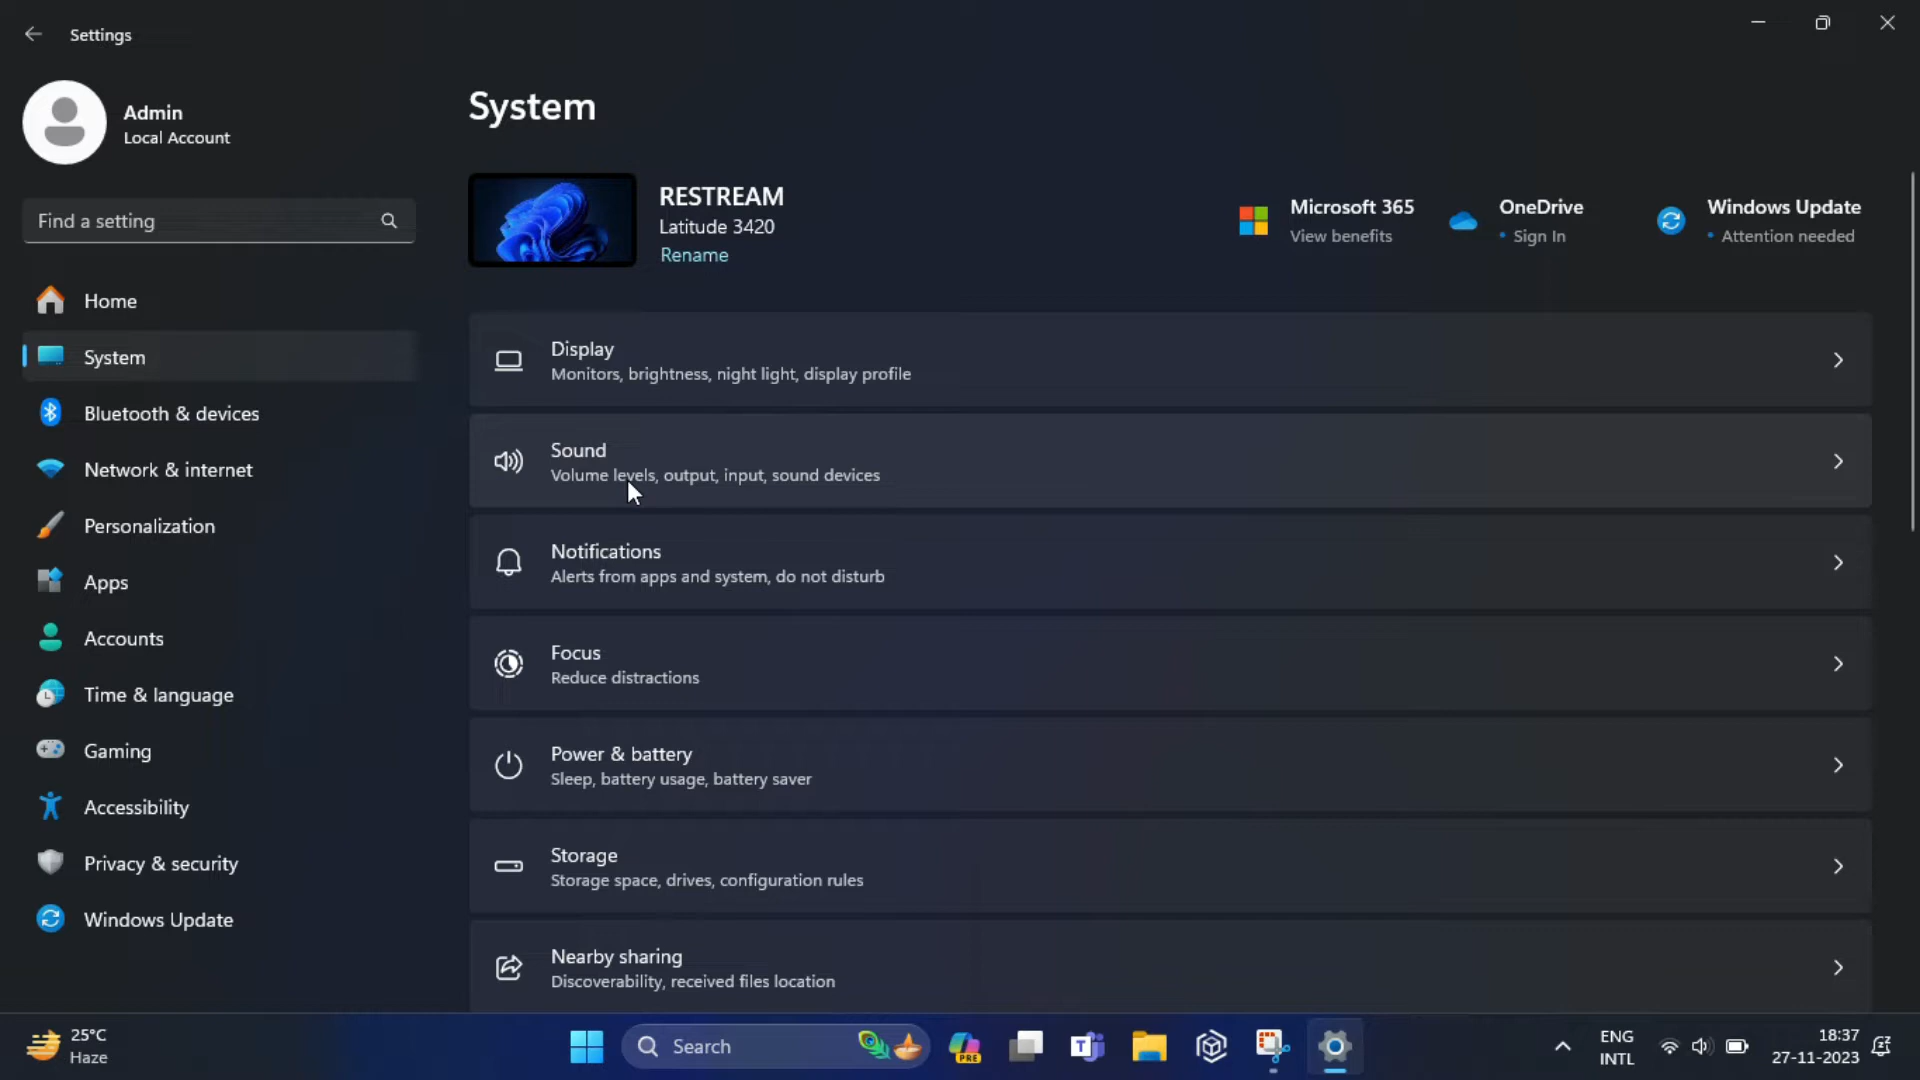 Settings
Admin
Local Account
Find a setting
Home
System
Bluetooth & devices
Network & internet
Personalization
Apps
Accounts
Time & language
Gaming
Accessibility
Privacy & security
Windows Update
System
RESTREAM
Latitude 3420
Rename
Microsoft 365
View benefits
OneDrive
• Sign In
Windows Update
• Attention needed
Display
Monitors, brightness, night light, display profile
Sound
Volume levels, output, input, sound devices
Notifications
Alerts from apps and system, do not disturb
Focus
Reduce distractions
Power & battery
Sleep, battery usage, battery saver
Storage
Storage space, drives, configuration rules
Nearby sharing
Discoverability, received files location
25°C
Haze
Search
PRE
T
ENG
INTL
18:37
27-11-2023